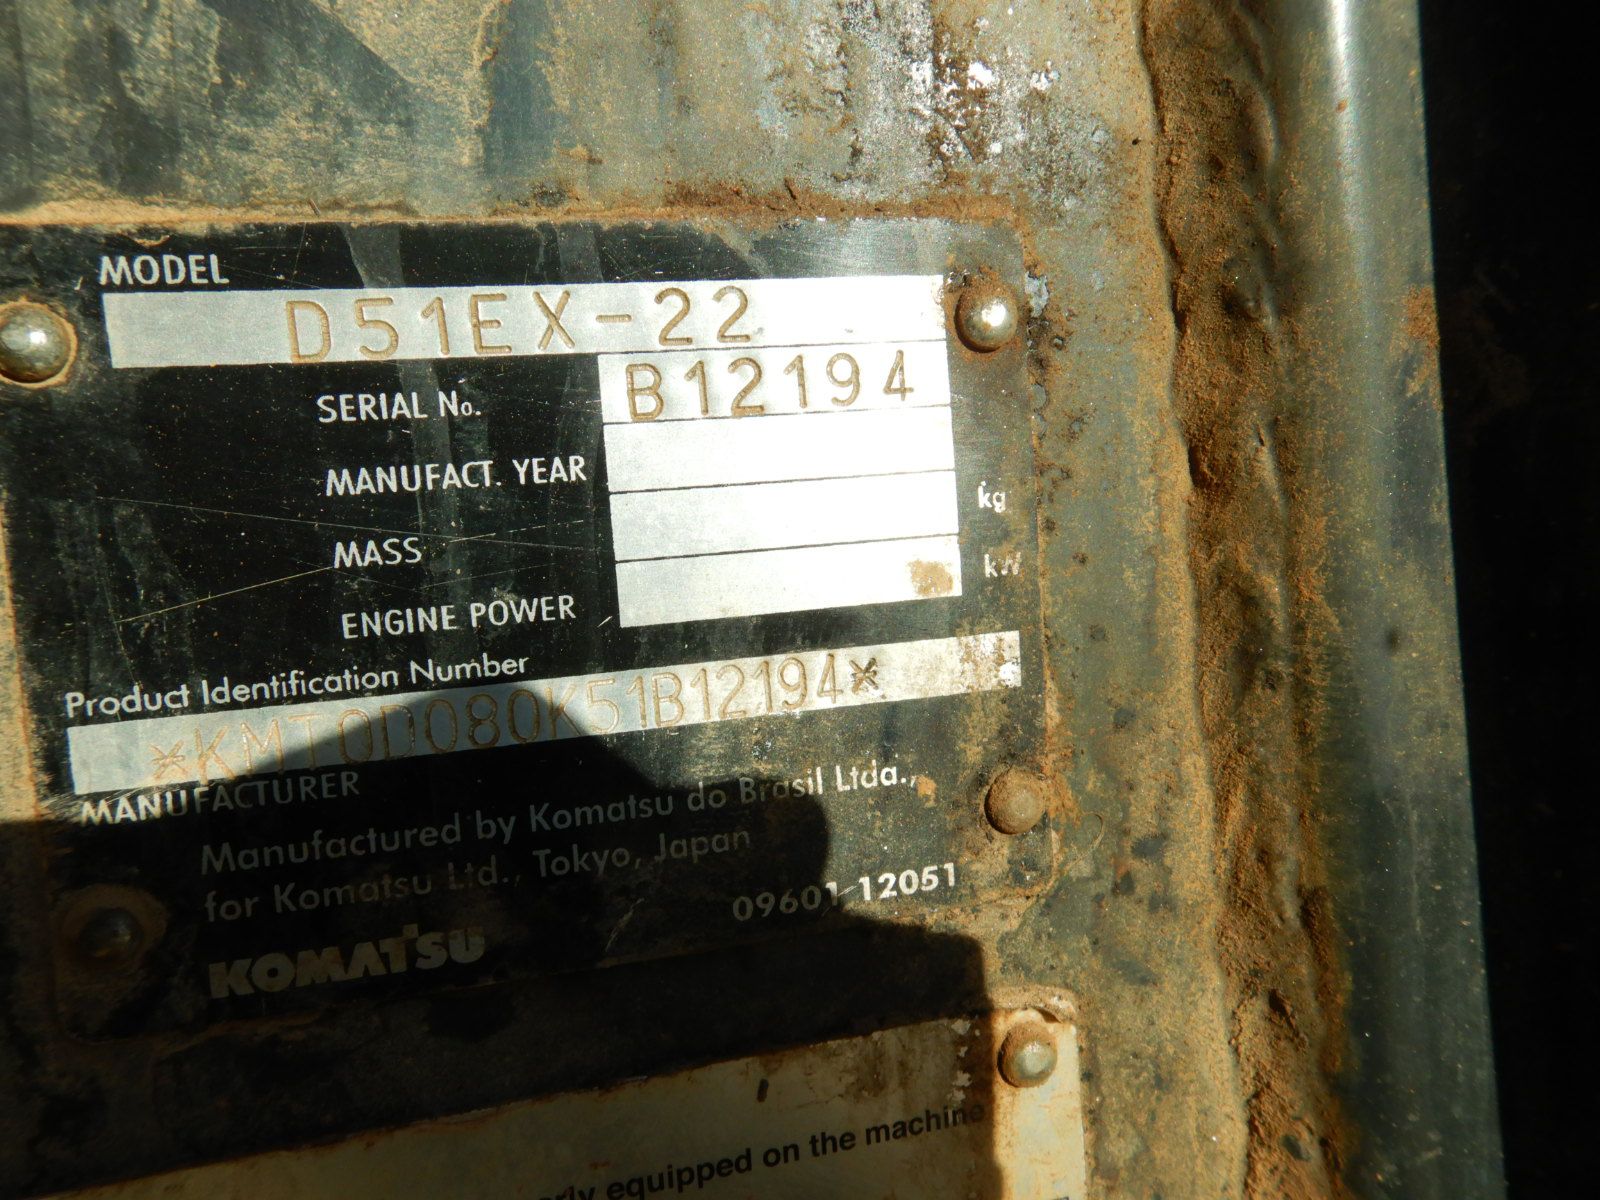 MODEL
D51EX-22
SERIAL No. B12194
MANUFACT. YEAR
MASS kg
ENGINE POWER kW
Product Identification Number
*KMT0D080K51B12194*
MANUFACTURER
Manufactured by Komatsu do Brasil Ltda.,
for Komatsu Ltd., Tokyo, Japan
09601-12051
KOMATSU
equipped on the machine